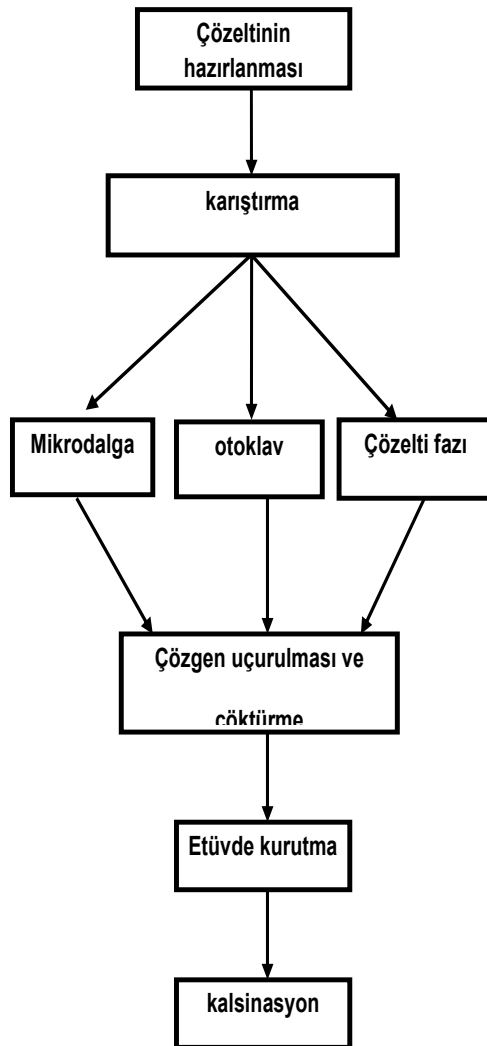 Çözeltinin
hazırlanması
karıştırma
Mikrodalga
otoklav
Çözelti fazı
Çözgen uçurulması ve
çöktürme
Etüvde kurutma
kalsinasyon